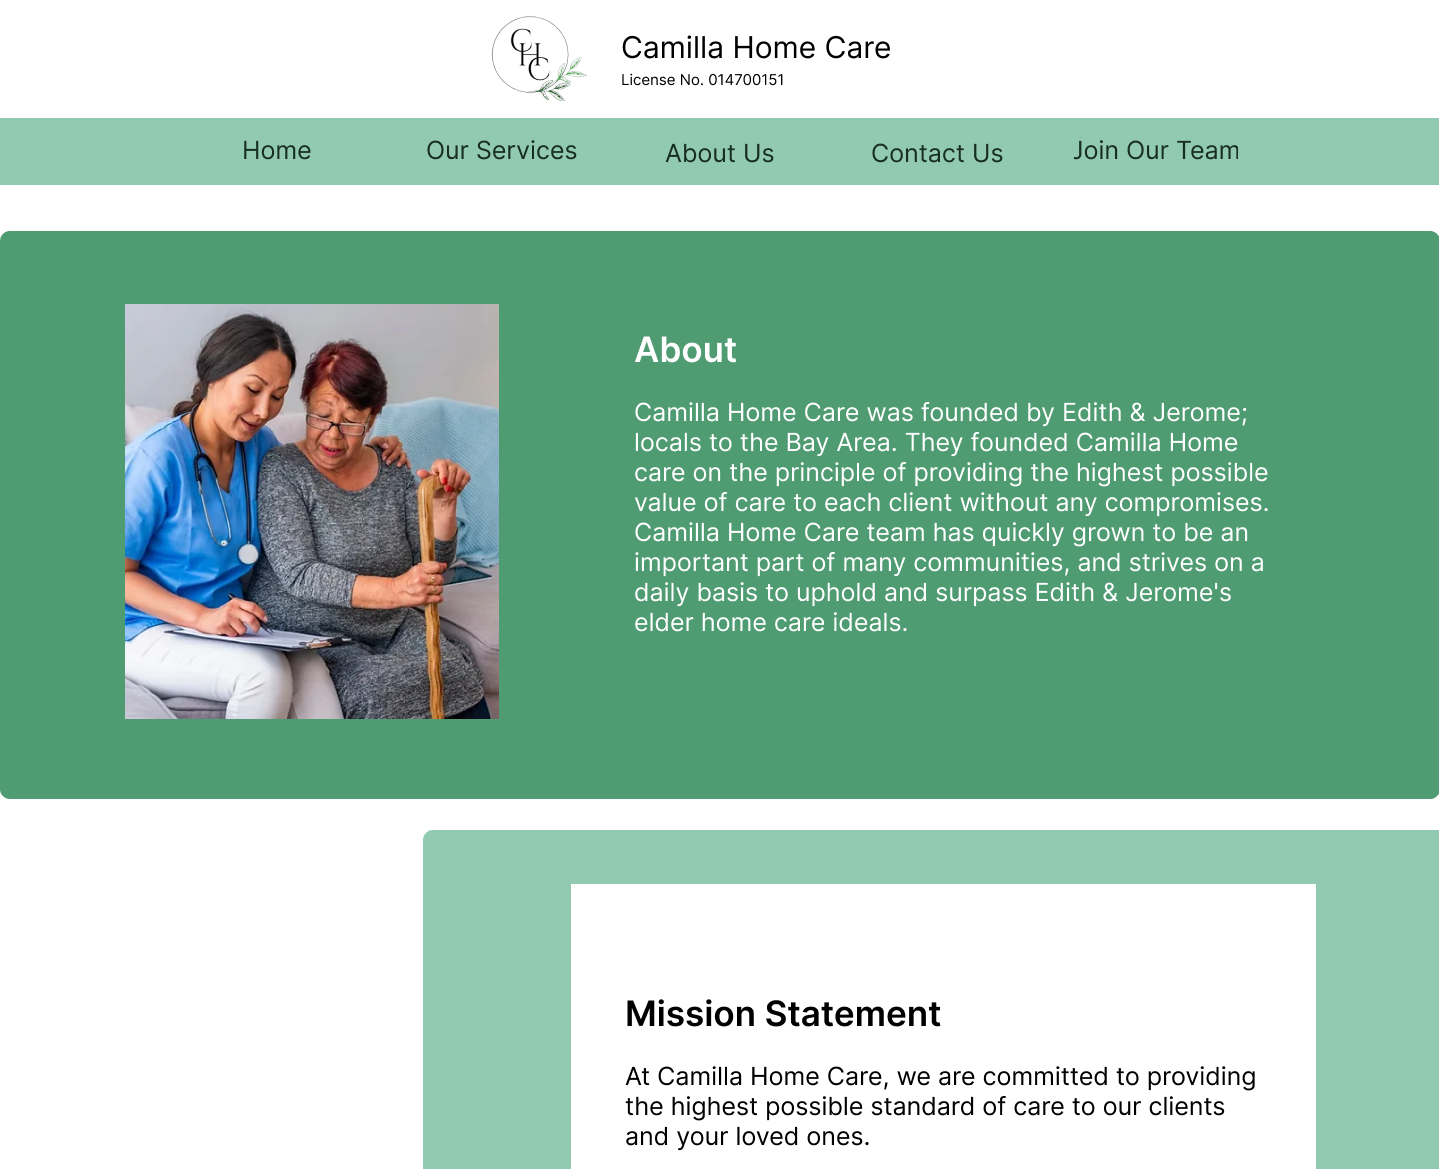 CHC
Camilla Home Care
License No. 014700151
Home
Our Services
About Us
Contact Us
Join Our Team
About
Camilla Home Care was founded by Edith & Jerome;
locals to the Bay Area. They founded Camilla Home
care on the principle of providing the highest possible
value of care to each client without any compromises.
Camilla Home Care team has quickly grown to be an
important part of many communities, and strives on a
daily basis to uphold and surpass Edith & Jerome's
elder home care ideals.
Mission Statement
At Camilla Home Care, we are committed to providing
the highest possible standard of care to our clients
and your loved ones.